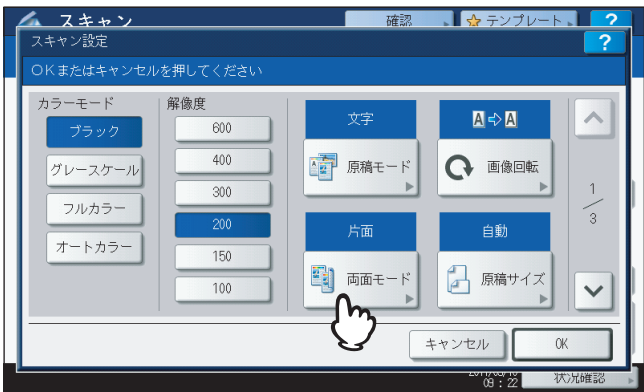 スキャン
確認
テンプレート
?
スキャン設定
?
OKまたはキャンセルを押してください
カラーモード
ブラック
グレースケール
フルカラー
オートカラー
解像度
600
400
300
200
150
100
文字
原稿モード
A⇨A
画像回転
片面
両面モード
自動
原稿サイズ
1
/
3
キャンセル
OK
09 : 22
状況確認